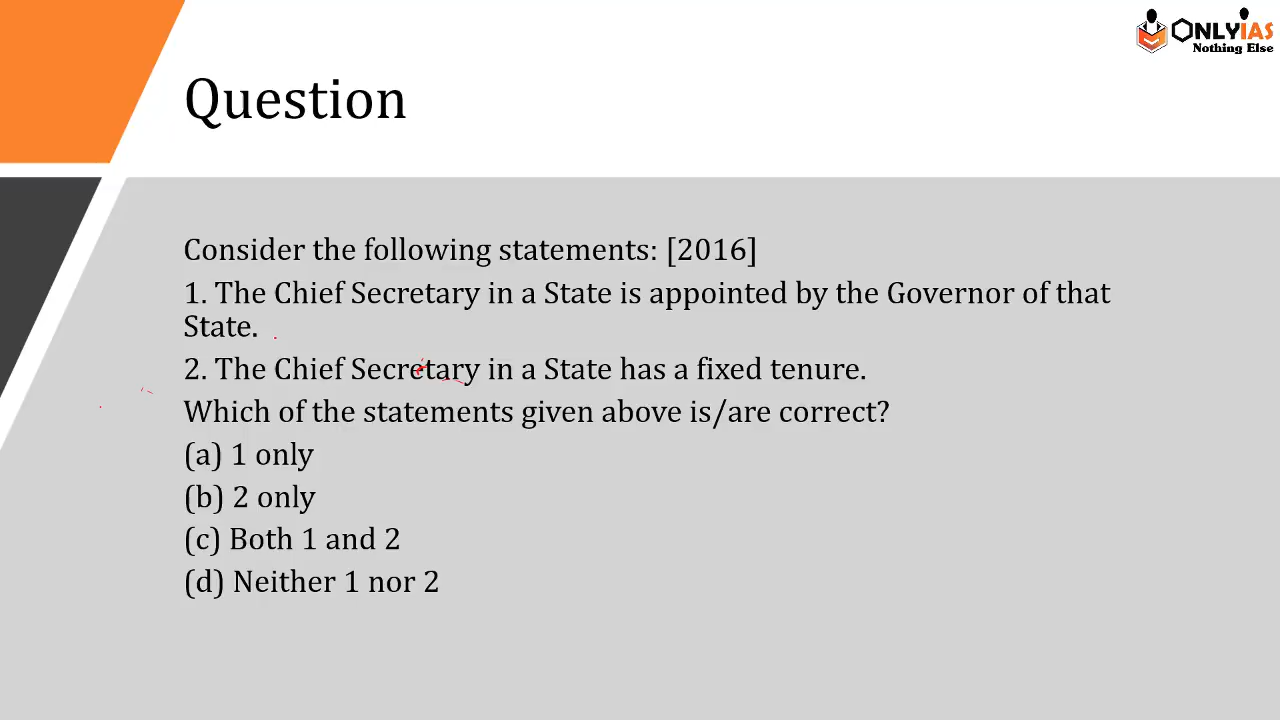 ONLYIAS
Nothing Else
Question
Consider the following statements: [2016]
1. The Chief Secretary in a State is appointed by the Governor of that
State.
2. The Chief Secretary in a State has a fixed tenure.
Which of the statements given above is/are correct?
(a) 1 only
(b) 2 only
(c) Both 1 and 2
(d) Neither 1 nor 2